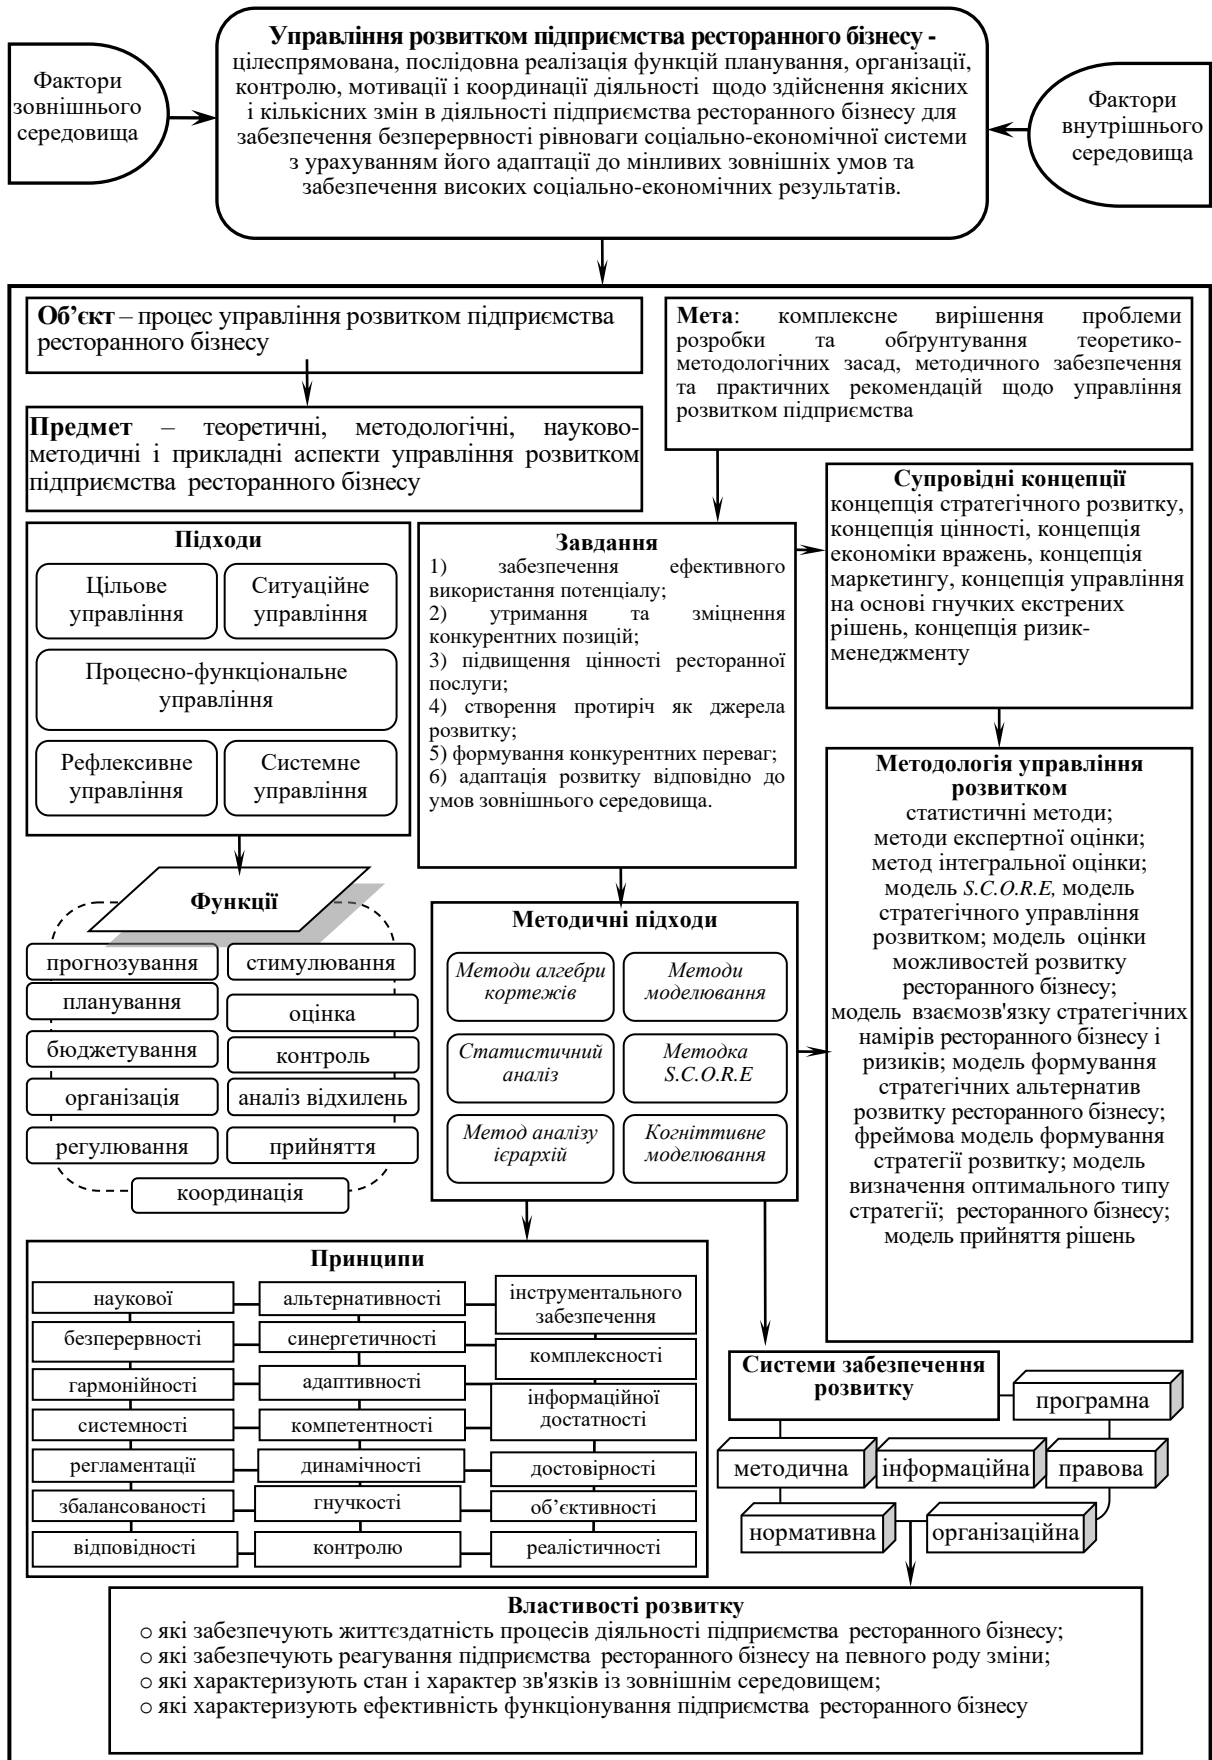 Управління розвитком підприємства ресторанного бізнесу -
цілеспрямована, послідовна реалізація функцій планування, організації,
контролю, мотивації і координації діяльності щодо здійснення якісних
і кількісних змін в діяльності підприємства ресторанного бізнесу для
забезпечення безперервності рівноваги соціально-економічної системи
з урахуванням його адаптації до мінливих зовнішніх умов та
забезпечення високих соціально-економічних результатів.
Фактори
зовнішнього
середовища
Фактори
внутрішнього
середовища
Об’єкт – процес управління розвитком підприємства
ресторанного бізнесу
Мета: комплексне вирішення проблеми
розробки та обґрунтування теоретико-
методологічних засад, методичного забезпечення
та практичних рекомендацій щодо управління
розвитком підприємства
Предмет – теоретичні, методологічні, науково-
методичні і прикладні аспекти управління розвитком
підприємства ресторанного бізнесу
Підходи
Цільове
управління
Ситуаційне
управління
Процесно-функціональне
управління
Рефлексивне
управління
Системне
управління
Завдання
1) забезпечення ефективного
використання потенціалу;
2) утримання та зміцнення
конкурентних позицій;
3) підвищення цінності ресторанної
послуги;
4) створення протиріч як джерела
розвитку;
5) формування конкурентних переваг;
6) адаптація розвитку відповідно до
умов зовнішнього середовища.
Супровідні концепції
концепція стратегічного розвитку,
концепція цінності, концепція
економіки вражень, концепція
маркетингу, концепція управління
на основі гнучких екстрених
рішень, концепція ризик-
менеджменту
Методологія управління
розвитком
статистичні методи;
методи експертної оцінки;
метод інтегральної оцінки;
модель S.C.O.R.E, модель
стратегічного управління
розвитком; модель оцінки
можливостей розвитку
ресторанного бізнесу;
модель взаємозв'язку стратегічних
намірів ресторанного бізнесу і
ризиків; модель формування
стратегічних альтернатив
розвитку ресторанного бізнесу;
фреймова модель формування
стратегії розвитку; модель
визначення оптимального типу
стратегії; ресторанного бізнесу;
модель прийняття рішень
Функції
прогнозування
стимулювання
планування
оцінка
бюджетування
контроль
організація
аналіз відхилень
регулювання
прийняття
координація
Методичні підходи
Методи алгебри
кортежів
Методи
моделювання
Статистичний
аналіз
Методка
S.C.O.R.E
Метод аналізу
ієрархій
Когніттивне
моделювання
Принципи
наукової
альтернативності
інструментального
забезпечення
безперервності
синергетичності
комплексності
гармонійності
адаптивності
інформаційної
достатності
системності
компетентності
регламентації
динамічності
достовірності
збалансованості
гнучкості
об’єктивності
відповідності
контролю
реалістичності
Системи забезпечення
розвитку
програмна
методична
інформаційна
правова
нормативна
організаційна
Властивості розвитку
○ які забезпечують життєздатність процесів діяльності підприємства ресторанного бізнесу;
○ які забезпечують реагування підприємства ресторанного бізнесу на певного роду зміни;
○ які характеризують стан і характер зв'язків із зовнішнім середовищем;
○ які характеризують ефективність функціонування підприємства ресторанного бізнесу